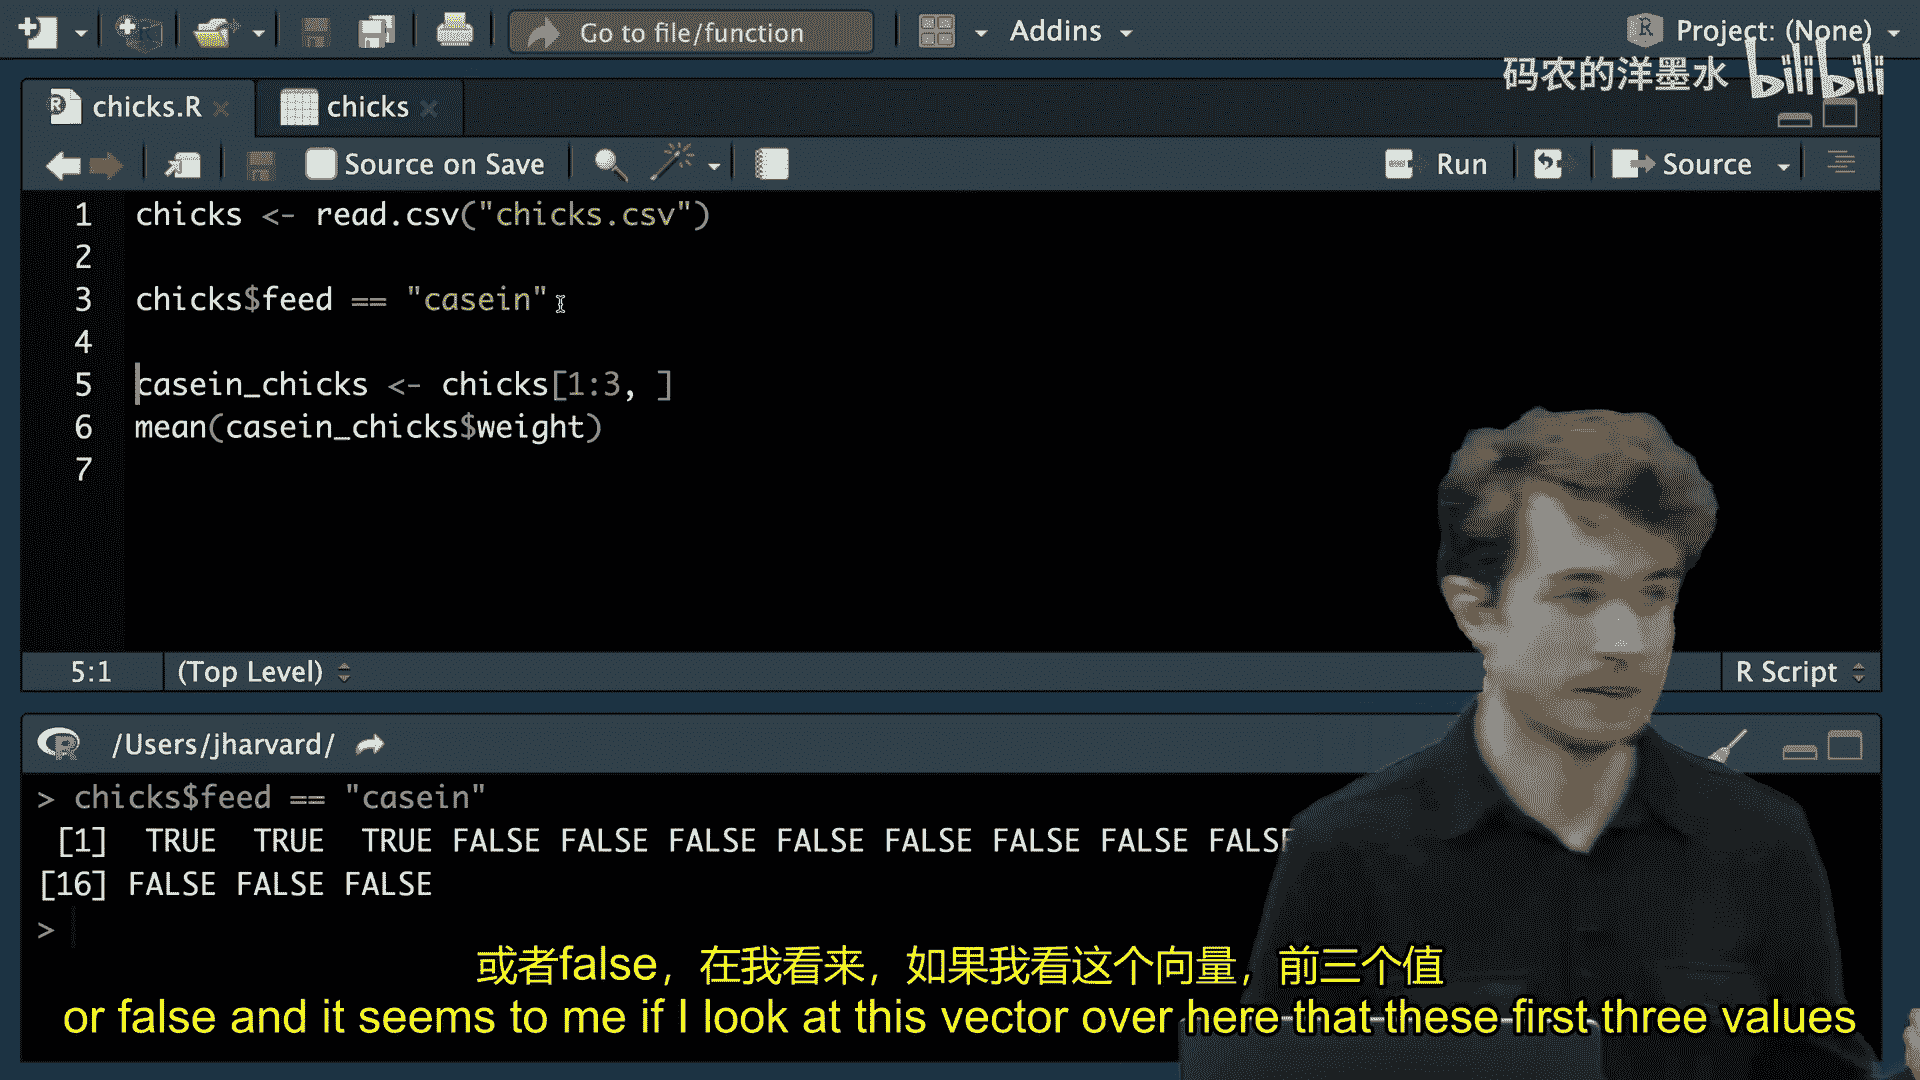 Go to file/function
Addins
Project: (None)
码农的洋墨水 bilibili
chicks.R
chicks
Source on Save
Run
Source
1 chicks <- read.csv("chicks.csv")
2
3 chicks$feed == "casein"
4
5 casein_chicks <- chicks[1:3, ]
6 mean(casein_chicks$weight)
7
5:1
(Top Level)
R Script
/Users/jharvard/
> chicks$feed == "casein"
[1] TRUE TRUE TRUE FALSE FALSE FALSE FALSE FALSE FALSE FALSE FALSE
[16] FALSE FALSE FALSE
>
或者false，在我看来，如果我看这个向量，前三个值
or false and it seems to me if I look at this vector over here that these first three values